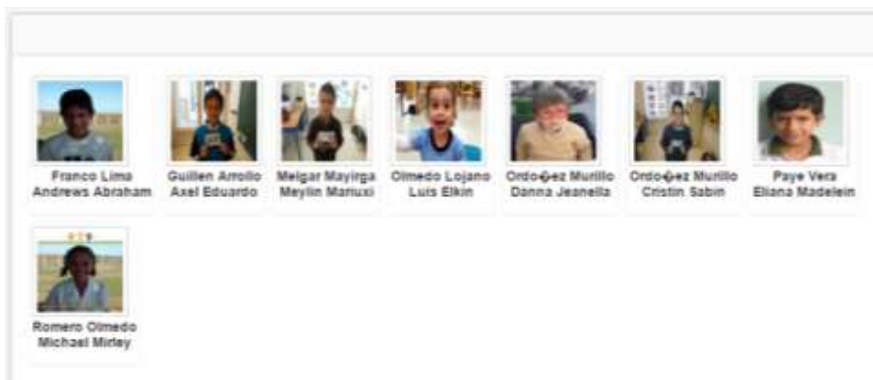 Franco Lima
Andrews Abraham
Guillen Arrollo
Axel Eduardo
Melgar Mayirga
Meylin Mariuxi
Olmedo Lojano
Luis Elkin
Ordo�ez Murillo
Danna Jeanella
Ordo�ez Murillo
Cristin Sabin
Paye Vera
Eliana Madelein
Romero Olmedo
Michael Mirley